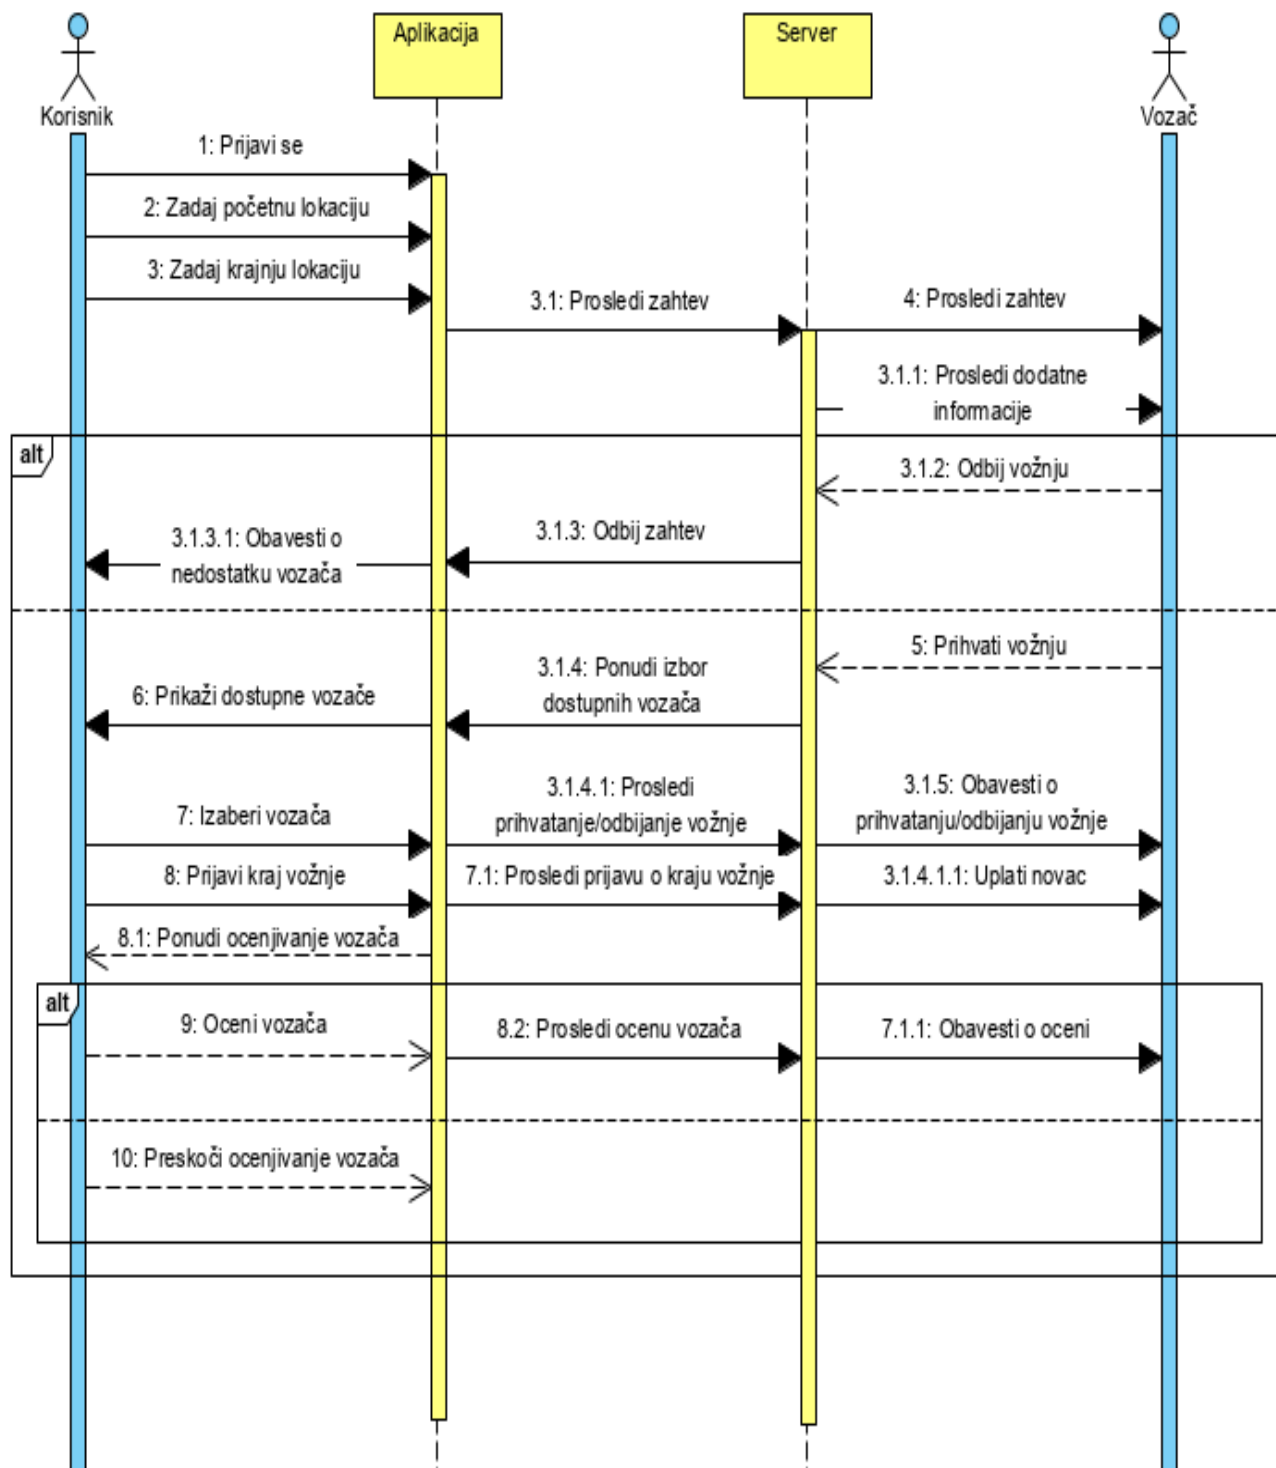 Aplikacija
Server
Korisnik
Vozač
1: Prijavi se
2: Zadaj početnu lokaciju
3: Zadaj krajnju lokaciju
3.1: Prosledi zahtev
4: Prosledi zahtev
3.1.1: Prosledi dodatne
informacije
alt
3.1.2: Odbij vožnju
3.1.3: Odbij zahtev
3.1.3.1: Obavesti o
nedostatku vozača
5: Prihvati vožnju
3.1.4: Ponudi izbor
dostupnih vozača
6: Prikaži dostupne vozače
7: Izaberi vozača
3.1.4.1: Prosledi
prihvatanje/odbijanje vožnje
3.1.5: Obavesti o
prihvatanju/odbijanju vožnje
8: Prijavi kraj vožnje
7.1: Prosledi prijavu o kraju vožnje
3.1.4.1.1: Uplati novac
8.1: Ponudi ocenjivanje vozača
alt
9: Oceni vozača
8.2: Prosledi ocenu vozača
7.1.1: Obavesti o oceni
10: Preskoči ocenjivanje vozača